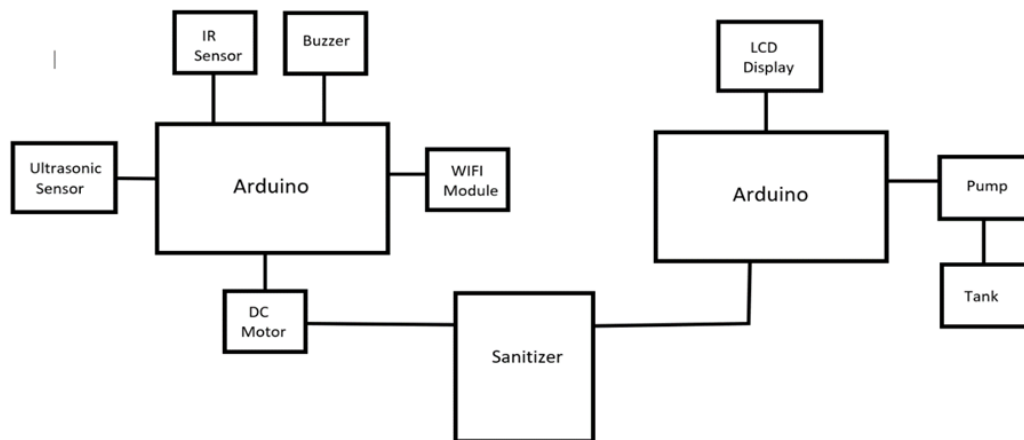 IR
Sensor
Buzzer
LCD
Display
Ultrasonic
Sensor
Arduino
WIFI
Module
Arduino
Pump
DC
Motor
Sanitizer
Tank